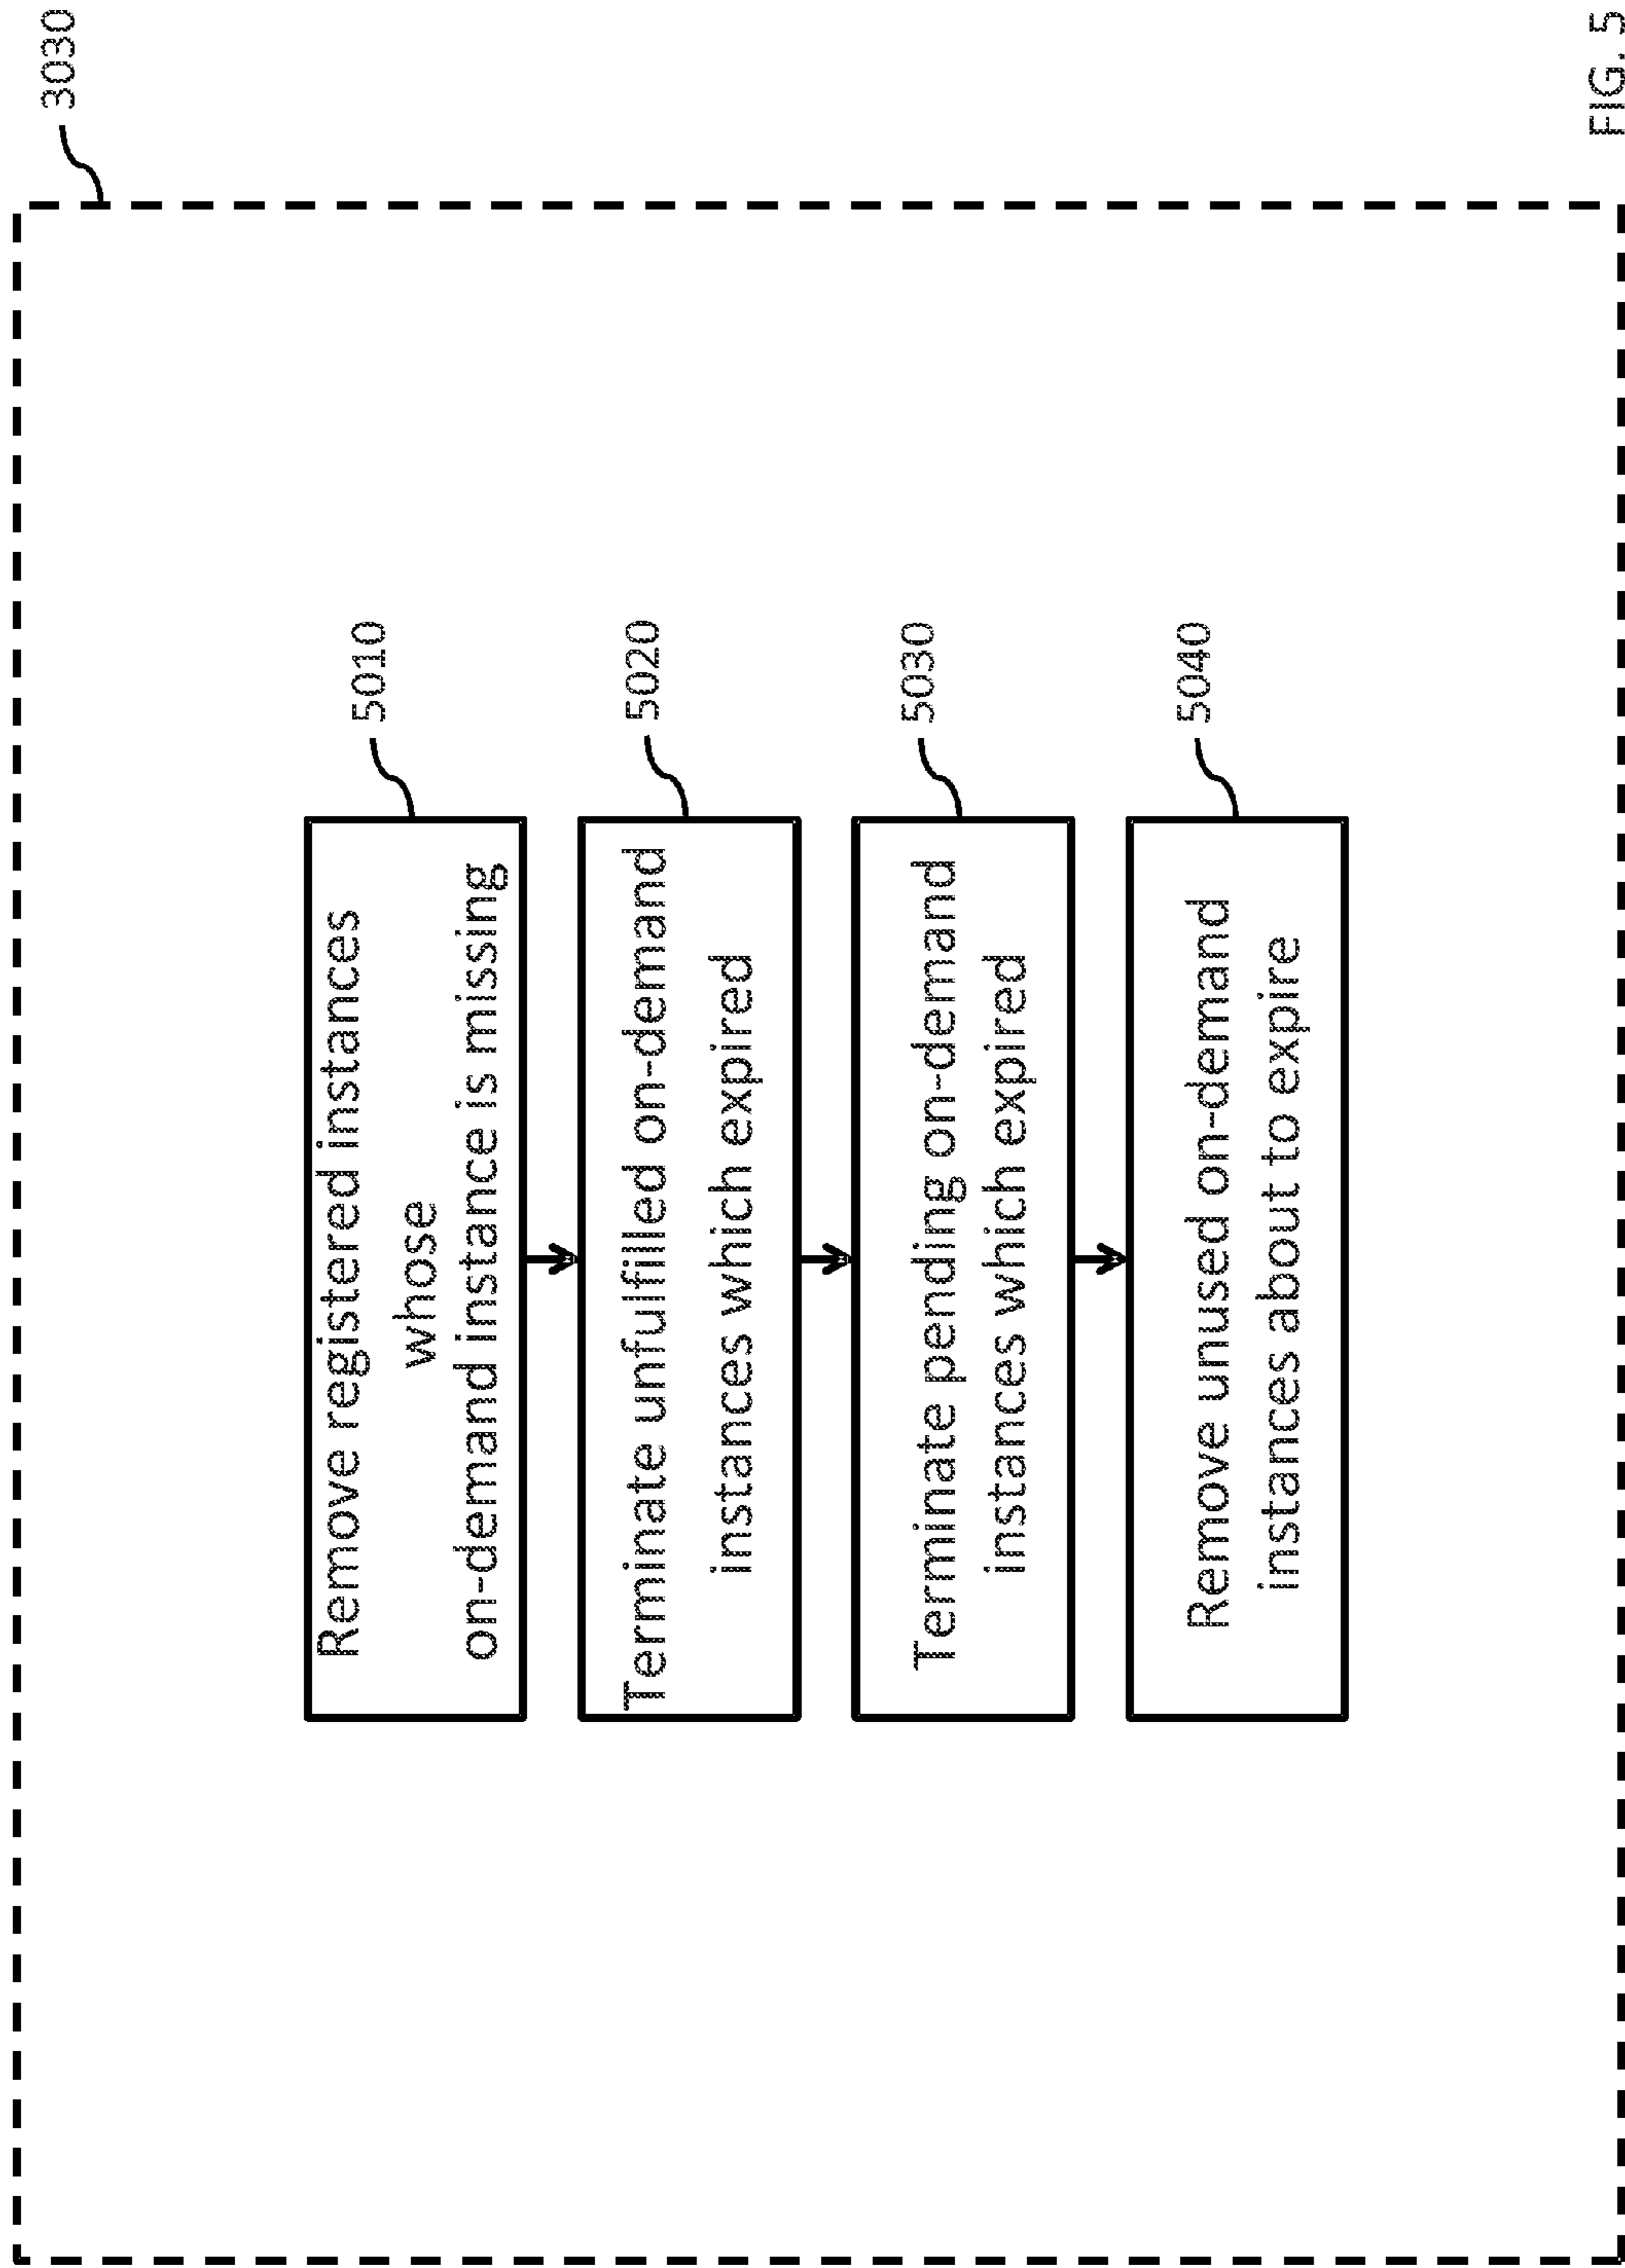 3030
Remove registered instances
whose
on-demand instance is missing
5010
Terminate unfulfilled on-demand
instances which expired
5020
Terminate pending on-demand
instances which expired
5030
Remove unused on-demand
instances about to expire
5040
FIG. 5